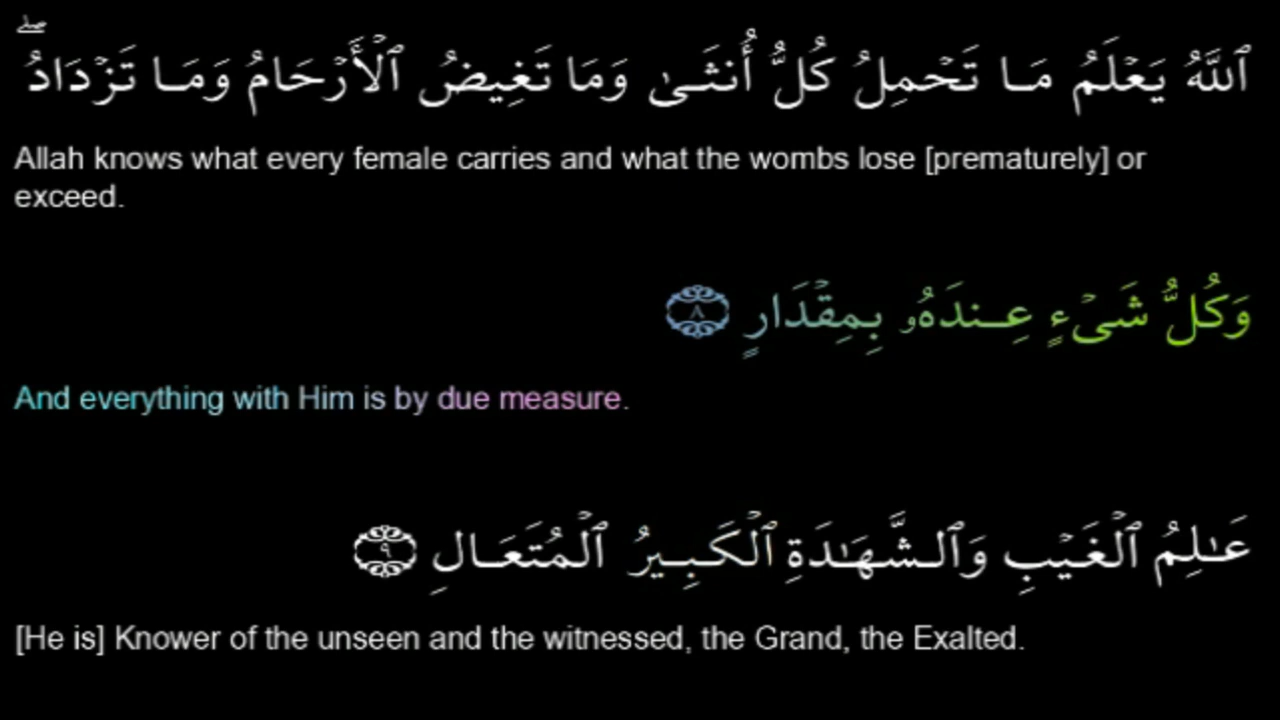 ٱللَّهُ يَعْلَمُ مَا تَحْمِلُ كُلُّ أُنثَىٰ وَمَا تَغِيضُ ٱلْأَرْحَامُ وَمَا تَزْدَادُ ۖ
Allah knows what every female carries and what the wombs lose [prematurely] or
exceed.
وَكُلُّ شَىْءٍ عِندَهُۥ بِمِقْدَارٍ ٨
And everything with Him is by due measure.
عَـٰلِمُ ٱلْغَيْبِ وَٱلشَّهَـٰدَةِ ٱلْكَبِيرُ ٱلْمُتَعَالِ ٩
[He is] Knower of the unseen and the witnessed, the Grand, the Exalted.